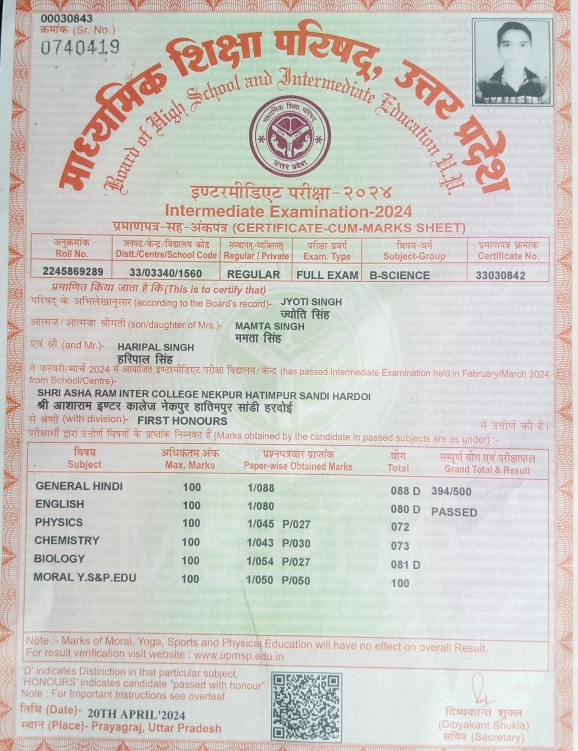 00030843
क्रमांक (Sr. No.)
0740419
माध्यमिक शिक्षा परिषद्, उत्तर प्रदेश
Board of High School and Intermediate Education U.P.
माध्यमिक शिक्षा परिषद्
उत्तर प्रदेश
इण्टरमीडिएट परीक्षा-२०२४
Intermediate Examination-2024
प्रमाणपत्र-सह-अंकपत्र (CERTIFICATE-CUM-MARKS SHEET)
अनुक्रमांक जनपद/केन्द्र/विद्यालय कोड संस्थागत/व्यक्तिगत परीक्षा प्रवर्ग विषय-वर्ग प्रमाणपत्र क्रमांक
Roll No. Distt./Centre/School Code Regular / Private Exam. Type Subject-Group Certificate No.
2245869289 33/03340/1560 REGULAR FULL EXAM B-SCIENCE 33030842
प्रमाणित किया जाता है कि(This is to certify that)
परिषद् के अभिलेखानुसार (according to the Board's record)- JYOTI SINGH
ज्योति सिंह
आत्मज/आत्मजा श्रीमती (son/daughter of Mrs.)- MAMTA SINGH
ममता सिंह
एवं श्री (and Mr.)- HARIPAL SINGH
हरिपाल सिंह
ने फरवरी/मार्च 2024 में आयोजित इण्टरमीडिएट परीक्षा विद्यालय/केन्द्र (has passed Intermediate Examination held in February/March 2024
from School/Centre)-
SHRI ASHA RAM INTER COLLEGE NEKPUR HATIMPUR SANDI HARDOI
श्री आशाराम इण्टर कालेज नेकपुर हातिमपुर सांडी हरदोई
से श्रेणी (with division)- FIRST HONOURS में उत्तीर्ण की है।
परीक्षार्थी द्वारा उत्तीर्ण विषयों के प्राप्तांक निम्नवत हैं (Marks obtained by the candidate in passed subjects are as under) :-
विषय अधिकतम अंक प्रश्नपत्रवार प्राप्तांक योग सम्पूर्ण योग एवं परीक्षाफल
Subject Max. Marks Paper-wise Obtained Marks Total Grand Total & Result
GENERAL HINDI 100 1/088 088 D 394/500
ENGLISH 100 1/080 080 D PASSED
PHYSICS 100 1/045 P/027 072
CHEMISTRY 100 1/043 P/030 073
BIOLOGY 100 1/054 P/027 081 D
MORAL Y.S&P.EDU 100 1/050 P/050 100
Note :- Marks of Moral, Yoga, Sports and Physical Education will have no effect on overall Result.
For result verification visit website : www.upmsp.edu.in
'D' indicates Distinction in that particular subject,
'HONOURS' indicates candidate "passed with honour"
Note : For Important Instructions see overleaf
तिथि (Date)- 20TH APRIL'2024
स्थान (Place)- Prayagraj, Uttar Pradesh
दिव्यकान्त शुक्ल
(Dibyakant Shukla)
सचिव (Secretary)